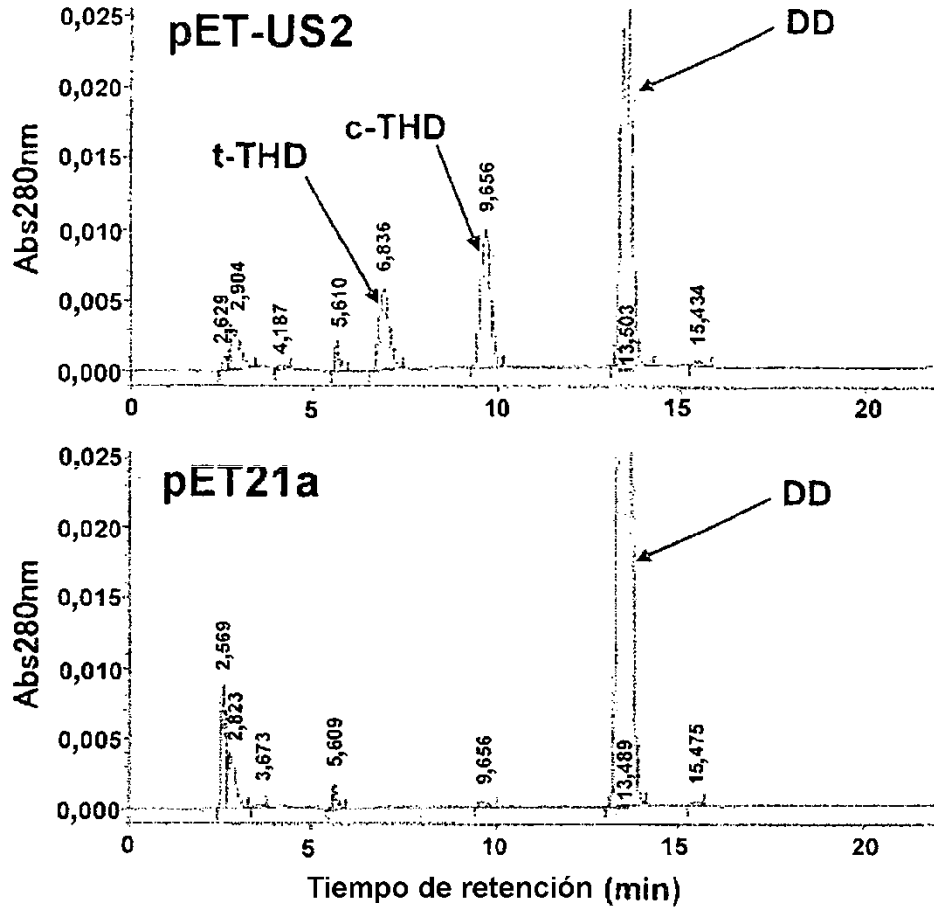 pET-US2
DD
c-THD
t-THD
Abs280nm
0,025
0,020
0,015
0,010
0,005
0,000
2,629
2,904
4,187
5,610
6,836
9,656
13,503
15,434
0 5 10 15 20
pET21a
DD
Abs280nm
0,025
0,020
0,015
0,010
0,005
0,000
2,569
2,823
3,673
5,609
9,656
13,489
15,475
0 5 10 15 20
Tiempo de retención (min)